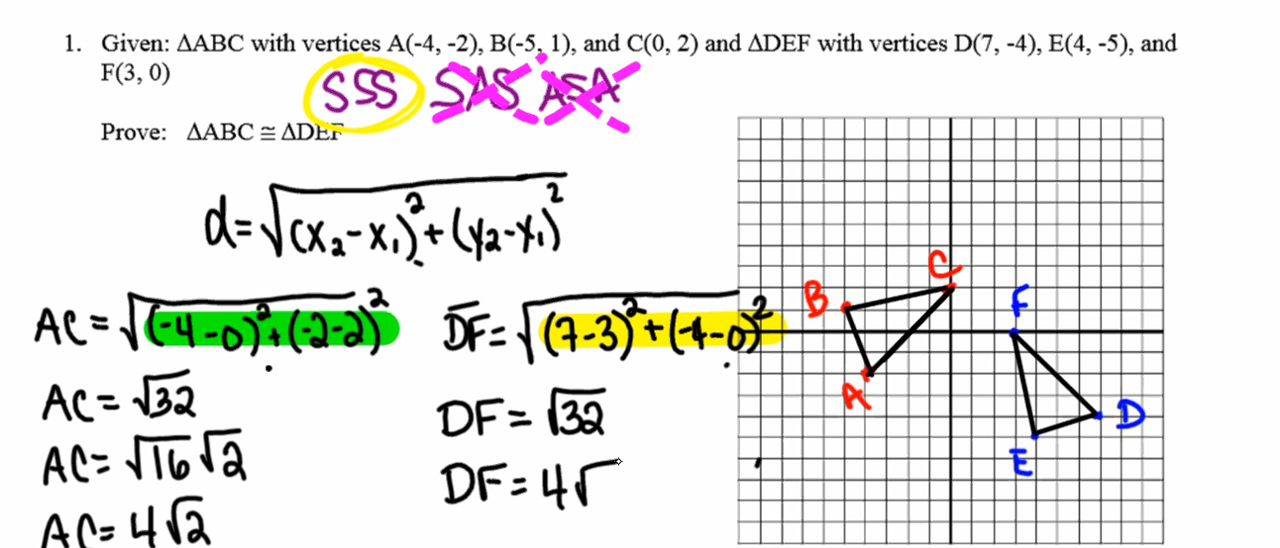 1. Given: ΔABC with vertices A(-4, -2), B(-5, 1), and C(0, 2) and ΔDEF with vertices D(7, -4), E(4, -5), and
F(3, 0)
SSS SAS ASA
Prove: ΔABC ≅ ΔDEF
d=√(x₂-x₁)²+(y₂-y₁)²
AC=√(-4-0)²+(-2-2)²
DF=√(7-3)²+(-4-0)²
AC=√32
DF=√32
AC=√16√2
DF=4√
AC=4√2
C
B
F
A
D
E